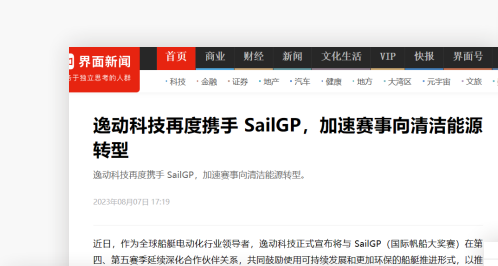 界面新闻
于独立思考的人群
首页 商业 财经 新闻 文化生活 VIP 快报 界面号
·科技 ·金融 ·证券 ·地产 ·汽车 ·健康 ·地方 ·大湾区 ·元宇宙 ·文旅
逸动科技再度携手 SailGP，加速赛事向清洁能源
转型
逸动科技再度携手 SailGP，加速赛事向清洁能源转型。
2023年08月07日 17:19
近日，作为全球船艇电动化行业领导者，逸动科技正式宣布将与 SailGP（国际帆船大奖赛）在第
四、第五赛季延续深化合作伙伴关系，共同鼓励使用可持续发展和更加环保的船艇推进形式，以推